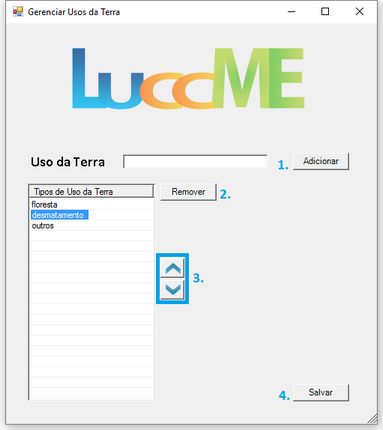 Gerenciar Usos da Terra
LuccME
Uso da Terra
1. Adicionar
Tipos de Uso da Terra
Remover 2.
floresta
desmatamento
outros
3.
4. Salvar